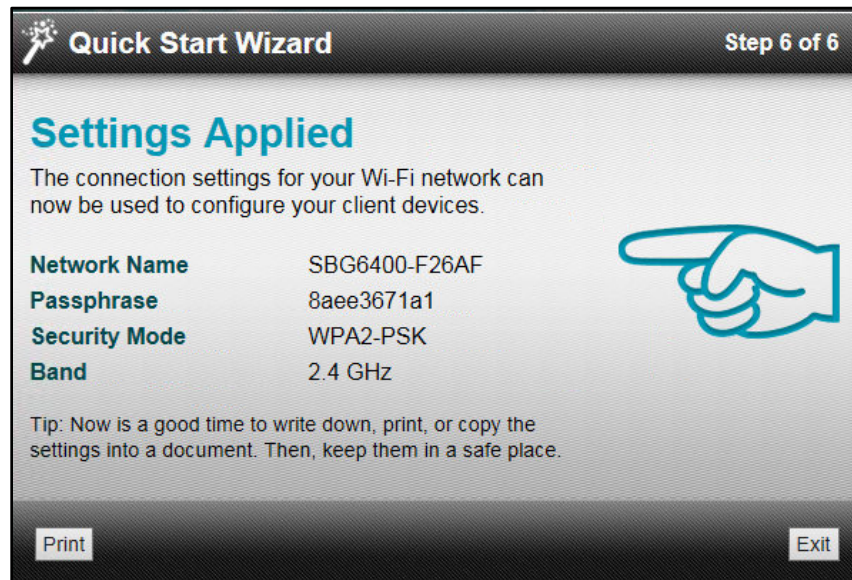 Quick Start Wizard
Step 6 of 6
Settings Applied
The connection settings for your Wi-Fi network can
now be used to configure your client devices.
Network Name SBG6400-F26AF
Passphrase 8aee3671a1
Security Mode WPA2-PSK
Band 2.4 GHz
Tip: Now is a good time to write down, print, or copy the
settings into a document. Then, keep them in a safe place.
Print
Exit